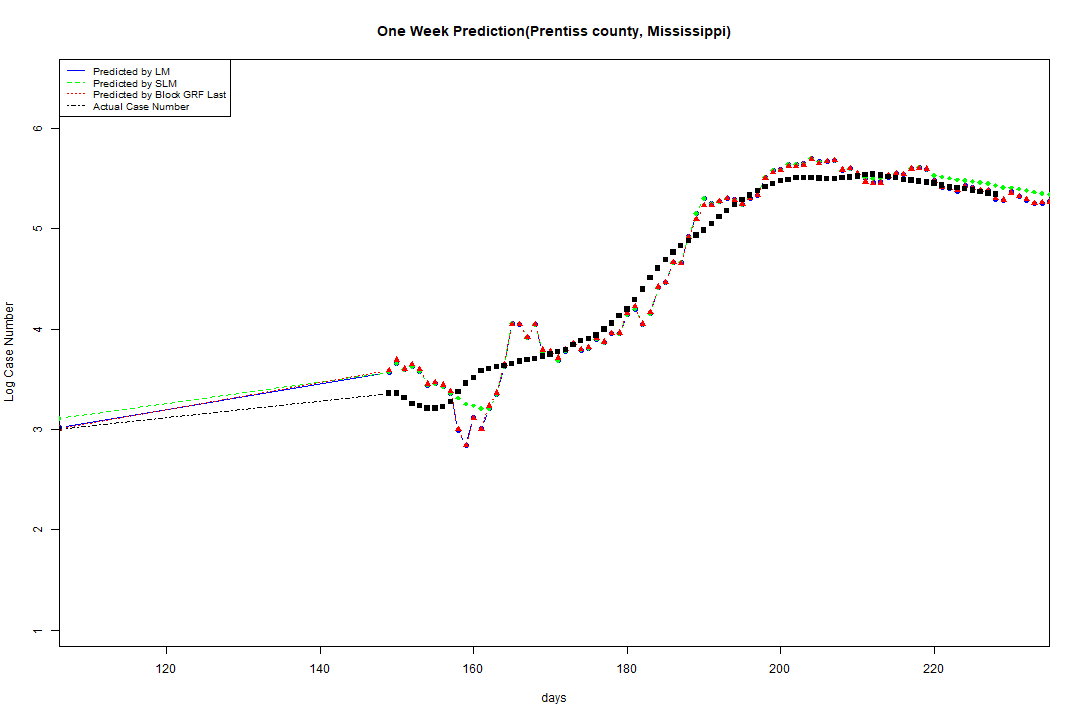 One Week Prediction(Prentiss county, Mississippi)
Predicted by LM
Predicted by SLM
Predicted by Block GRF Last
Actual Case Number
6
5
4
3
2
1
Log Case Number
120 140 160 180 200 220
days